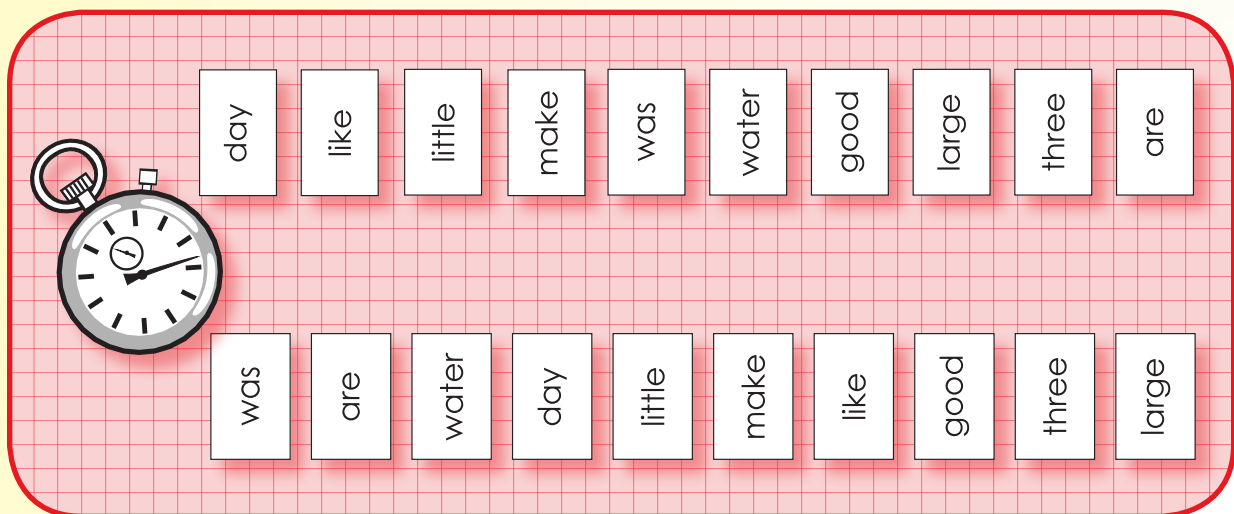 was
are
water
day
little
make
like
good
three
large
day
like
little
make
was
water
good
large
three
are